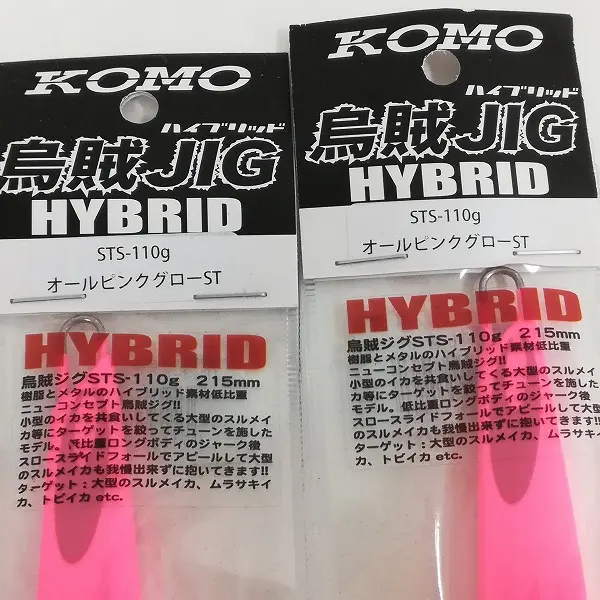 KOMO
ハイブリッド
烏賊JIG
HYBRID
STS-110g
オールピンクグローST
HYBRID
烏賊ジグSTS-110g 215mm
樹脂とメタルのハイブリッド素材低比重
ニューコンセプト烏賊ジグ!!
小型のイカを共食いしてくる大型のスルメイ
カ等にターゲットを絞ってチューンを施した
モデル。低比重ロングボディのジャーク後
スロースライドフォールでアピールして大型
のスルメイカも我慢出来ずに抱いてきます!!
ターゲット：大型のスルメイカ、ムラサキイ
カ、トビイカ etc.
KOMO
ハイブリッド
烏賊JIG
HYBRID
STS-110g
オールピンクグローST
HYBRID
烏賊ジグSTS-110g 215mm
樹脂とメタルのハイブリッド素材低比重
ニューコンセプト烏賊ジグ!!
小型のイカを共食いしてくる大型のスルメイ
カ等にターゲットを絞ってチューンを施した
モデル。低比重ロングボディのジャーク後
スロースライドフォールでアピールして大型
のスルメイカも我慢出来ずに抱いてきます!!
ターゲット：大型のスルメイカ、ムラサキイ
カ、トビイカ etc.